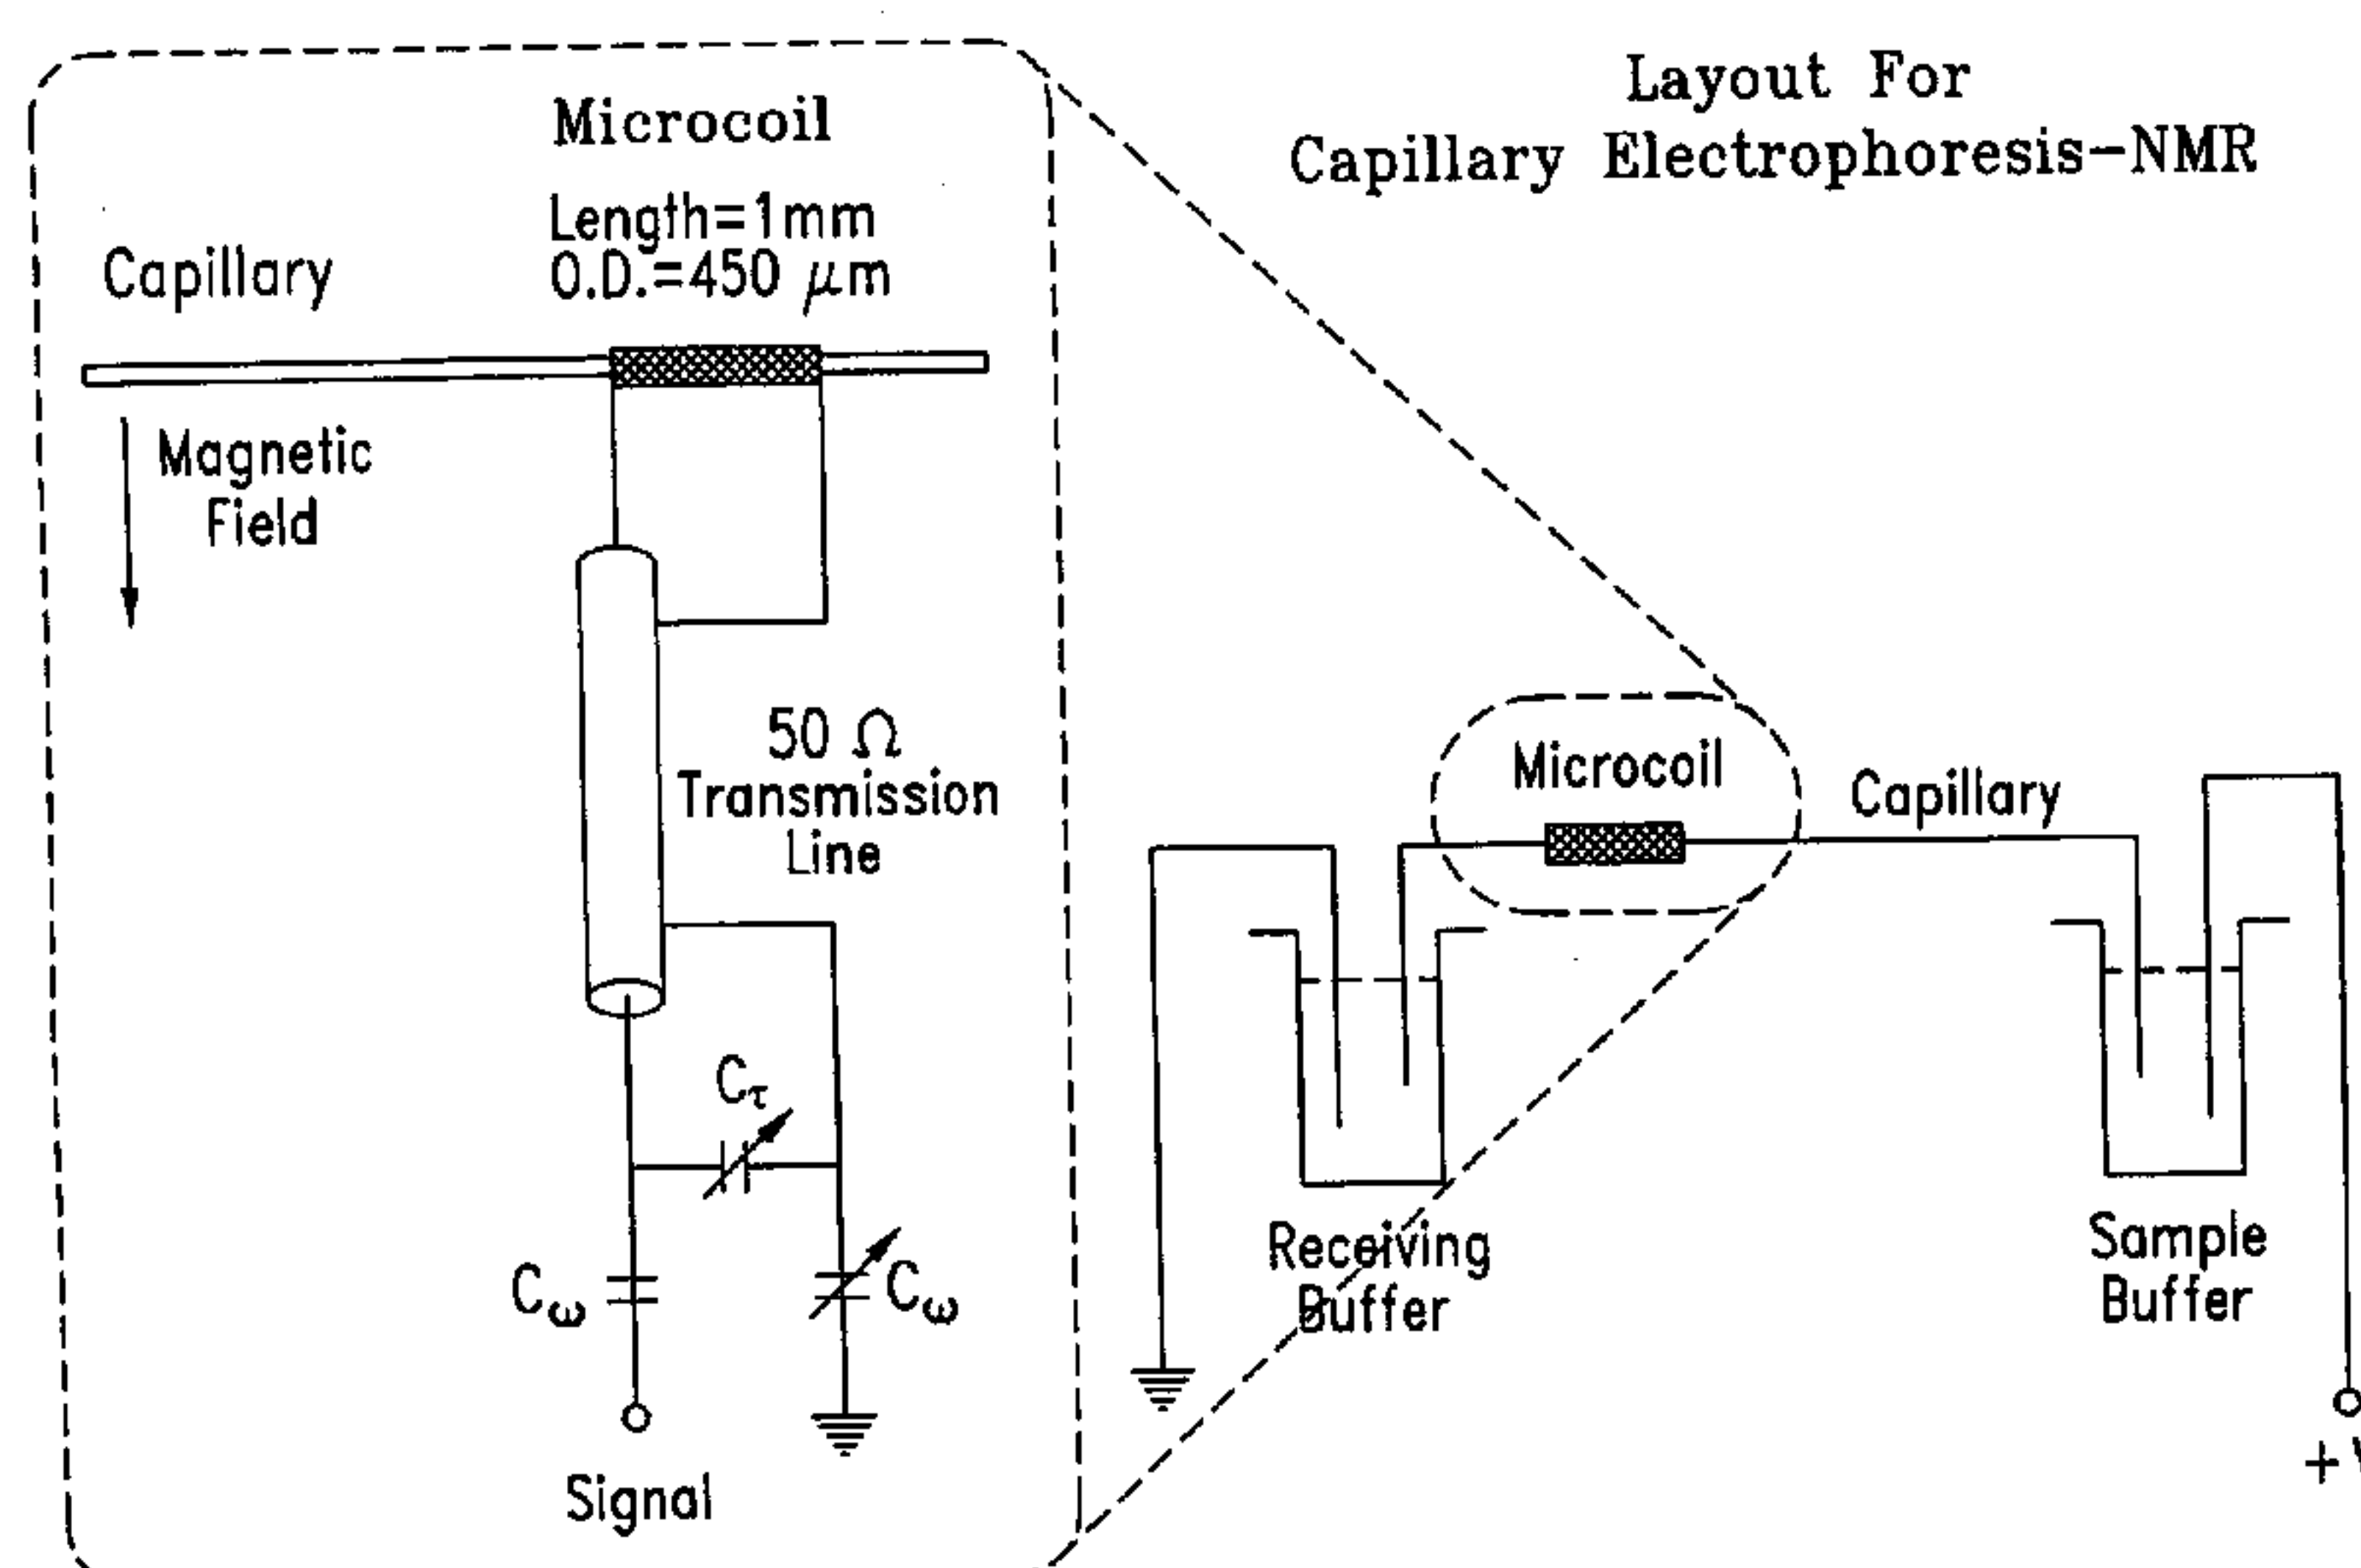 Layout For
Capillary Electrophoresis-NMR
Microcoil
Length=1mm
O.D.=450 μm
Capillary
Magnetic
Field
50 Ω
Transmission
Line
Cτ
Cω
Cω
Signal
Microcoil
Capillary
Receiving
Buffer
Sample
Buffer
+V